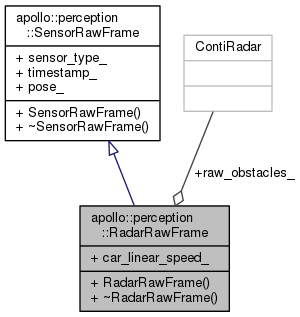 apollo::perception
::SensorRawFrame
+ sensor_type_
+ timestamp_
+ pose_
+ SensorRawFrame()
+ ~SensorRawFrame()
ContiRadar
+raw_obstacles_
apollo::perception
::RadarRawFrame
+ car_linear_speed_
+ RadarRawFrame()
+ ~RadarRawFrame()